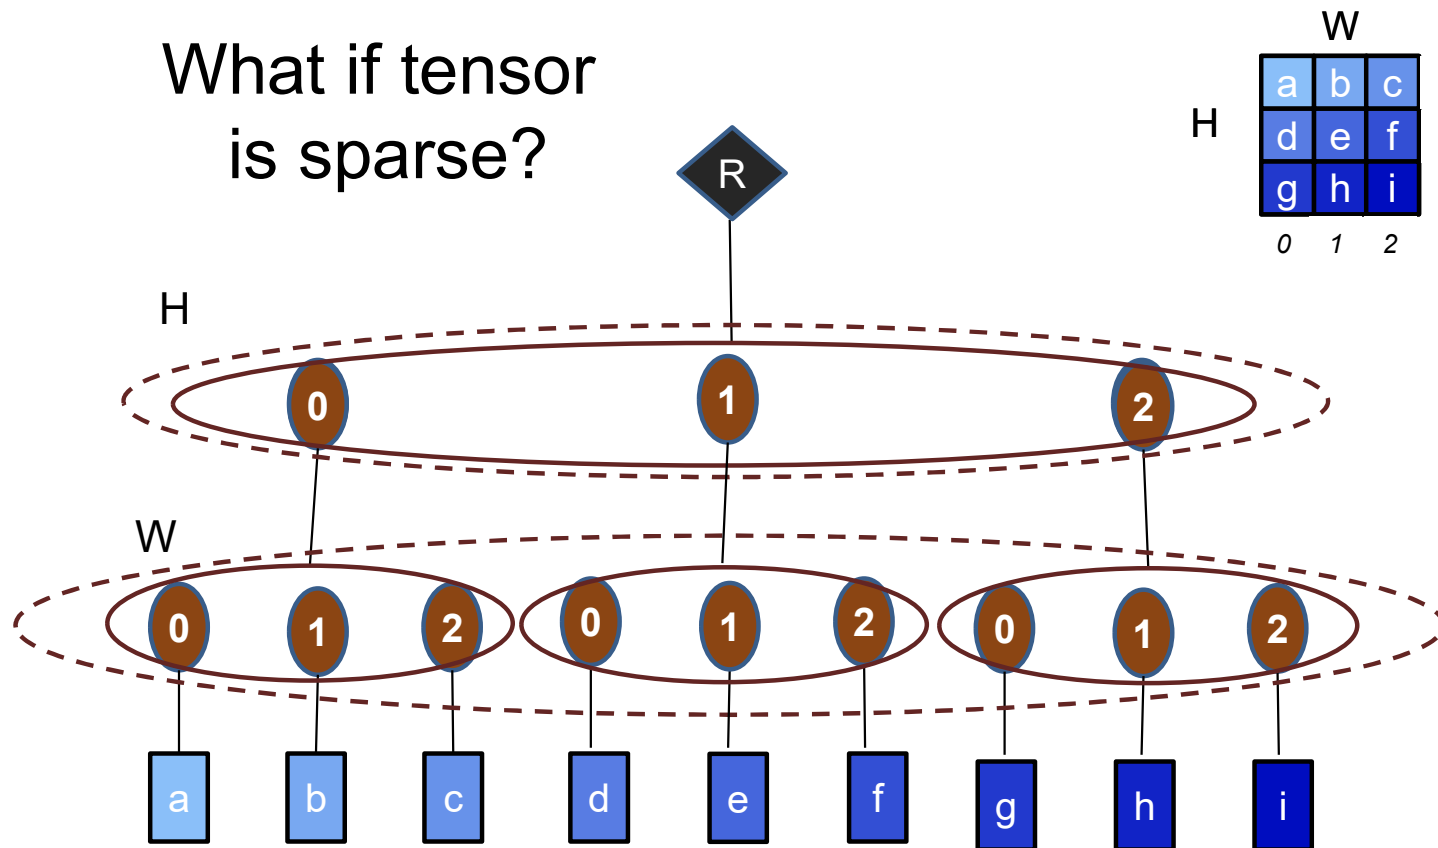 What if tensor
is sparse?
W
H
a b c
d e f
g h i
0 1 2
R
H
0 1 2
W
0 1 2 0 1 2 0 1 2
a b c d e f g h i